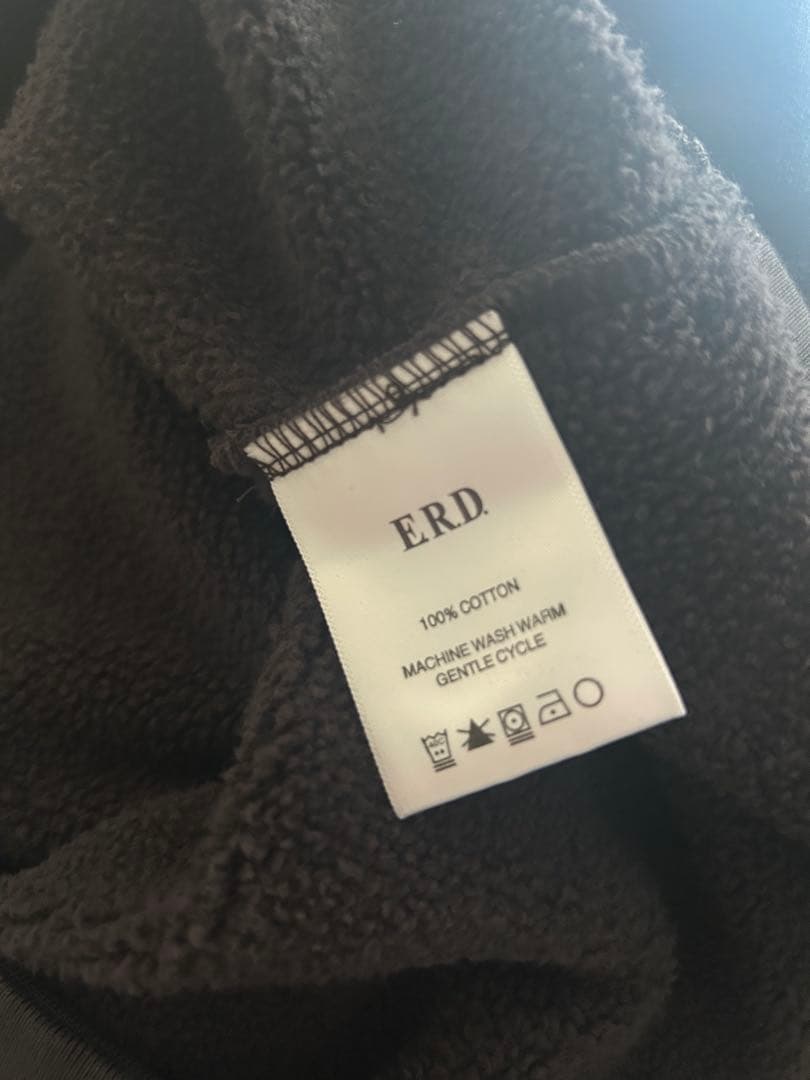 E.R.D.
100% COTTON
MACHINE WASH WARM
GENTLE CYCLE